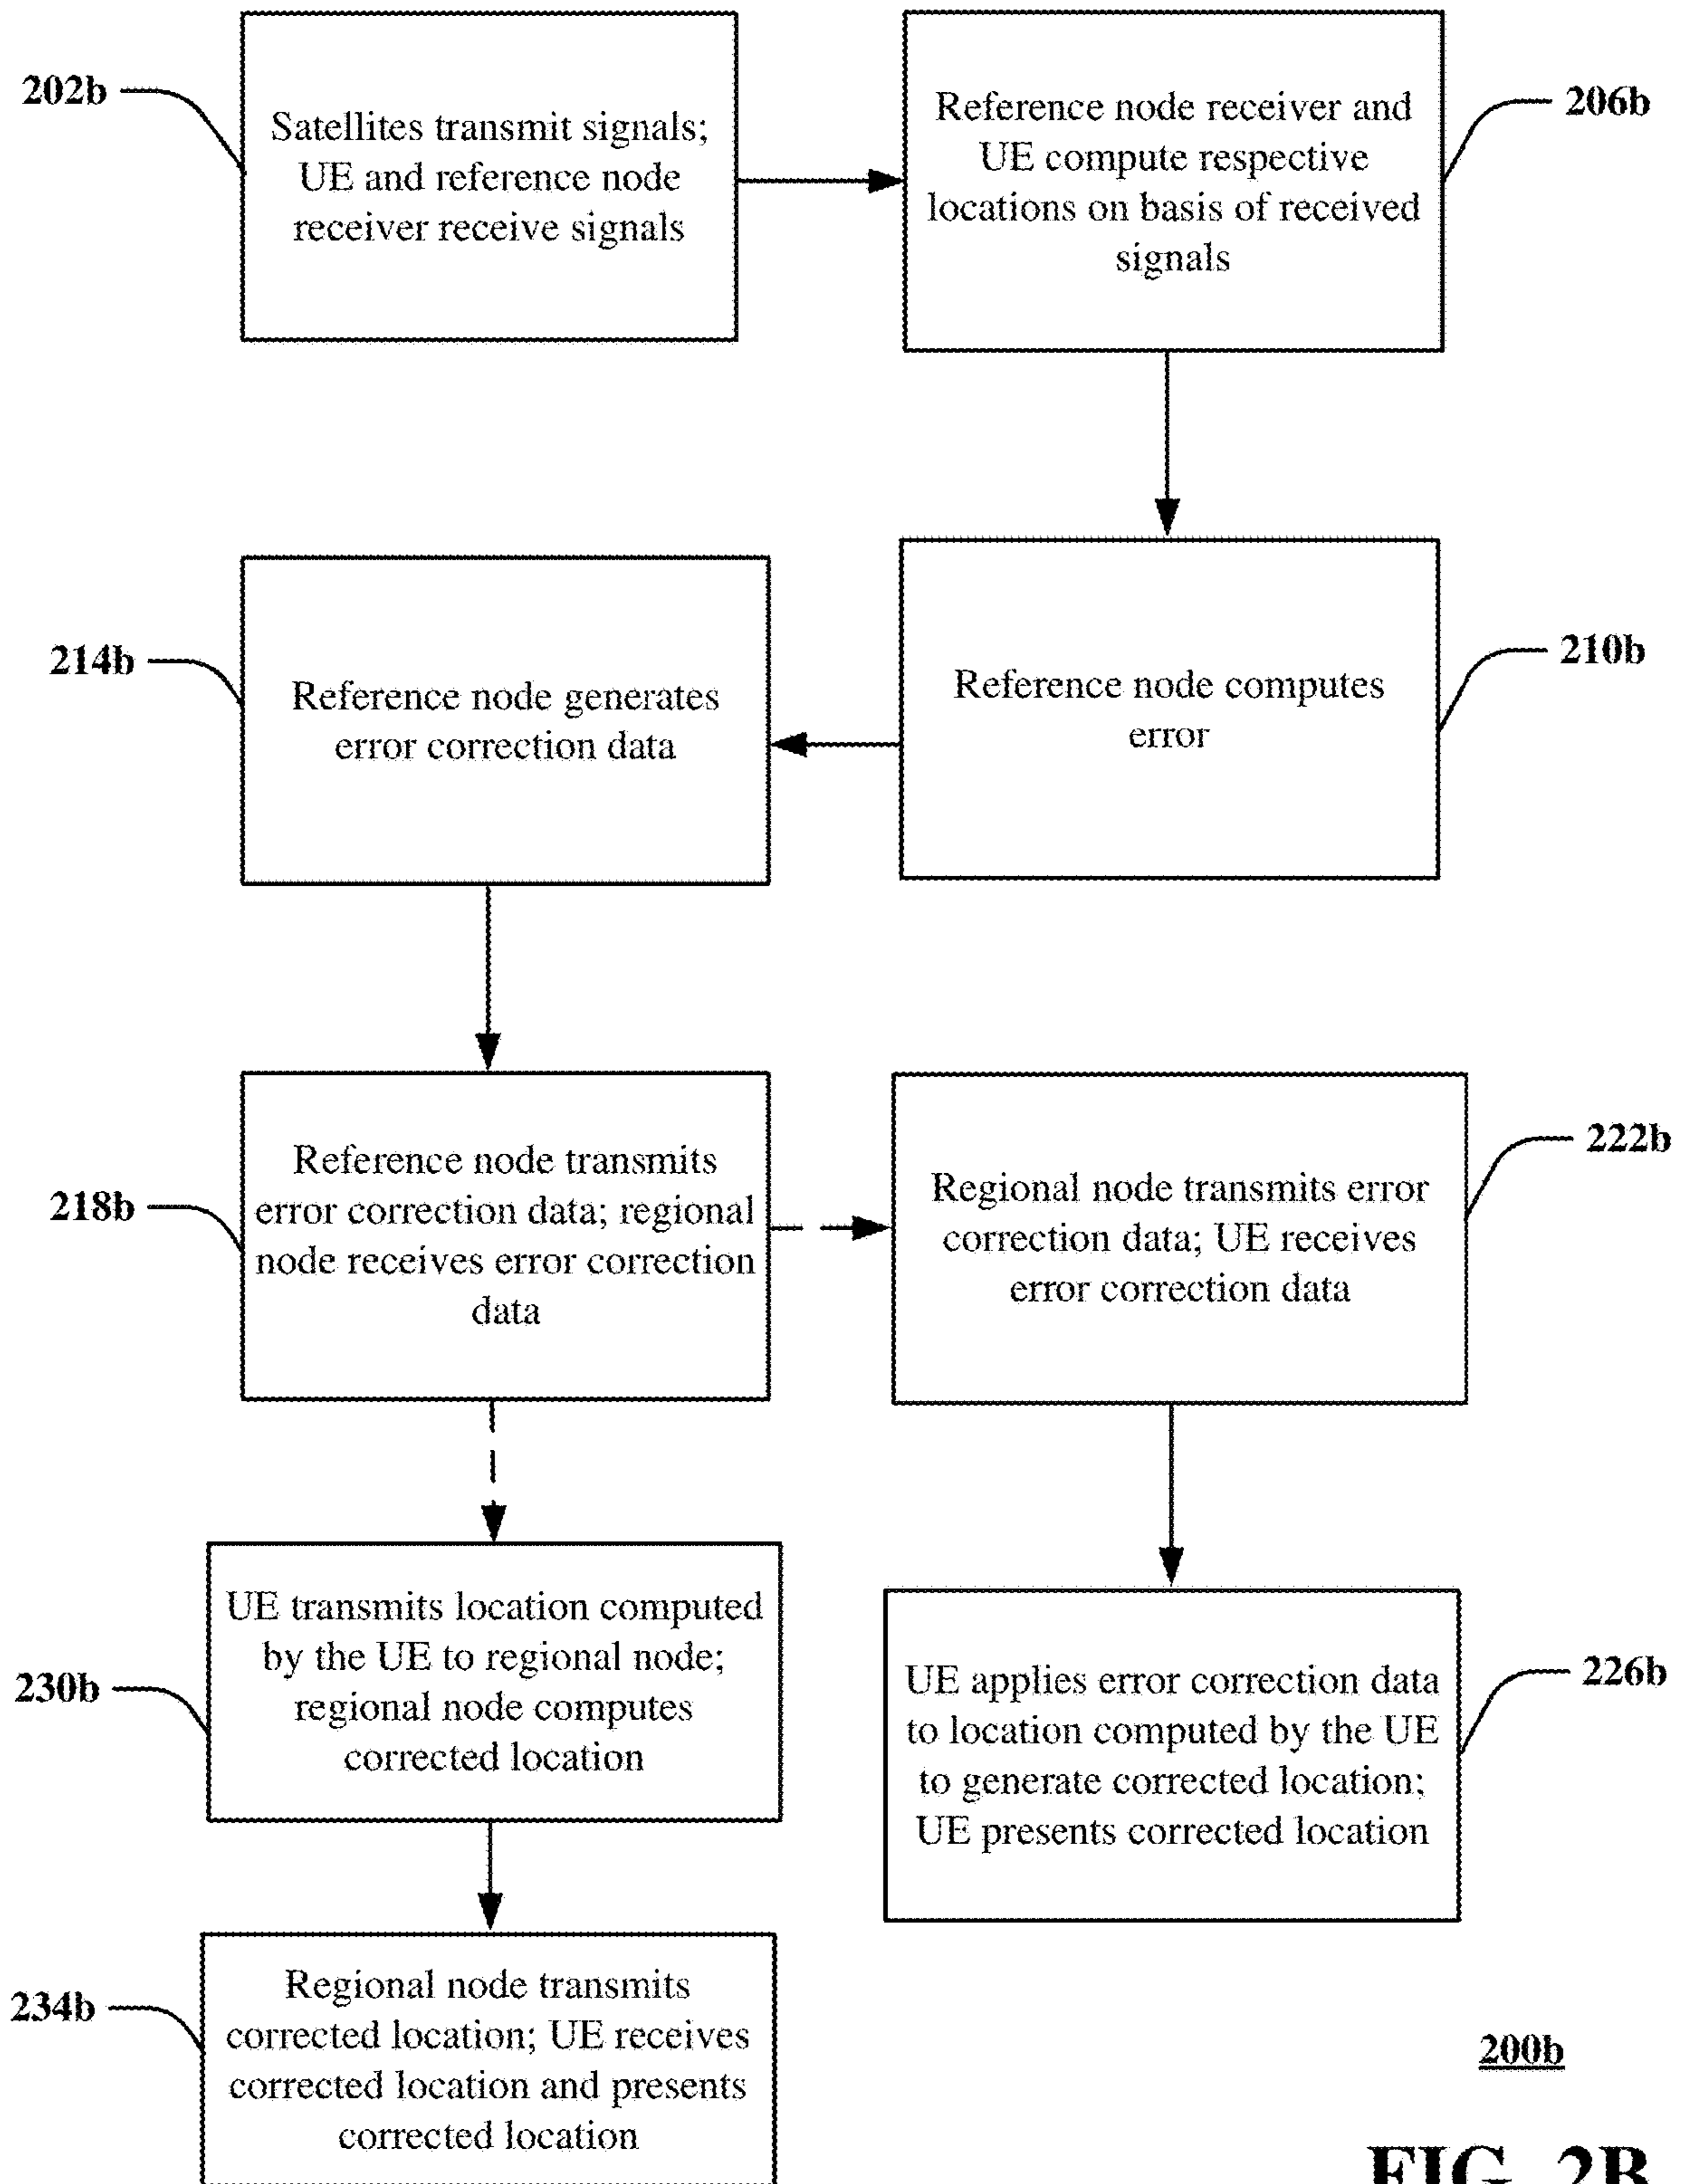 202b
Satellites transmit signals;
UE and reference node
receiver receive signals
Reference node receiver and
UE compute respective
locations on basis of received
signals
206b
214b
Reference node generates
error correction data
Reference node computes
error
210b
218b
Reference node transmits
error correction data; regional
node receives error correction
data
Regional node transmits error
correction data; UE receives
error correction data
222b
230b
UE transmits location computed
by the UE to regional node;
regional node computes
corrected location
UE applies error correction data
to location computed by the UE
to generate corrected location;
UE presents corrected location
226b
234b
Regional node transmits
corrected location; UE receives
corrected location and presents
corrected location
200b
FIG. 2B